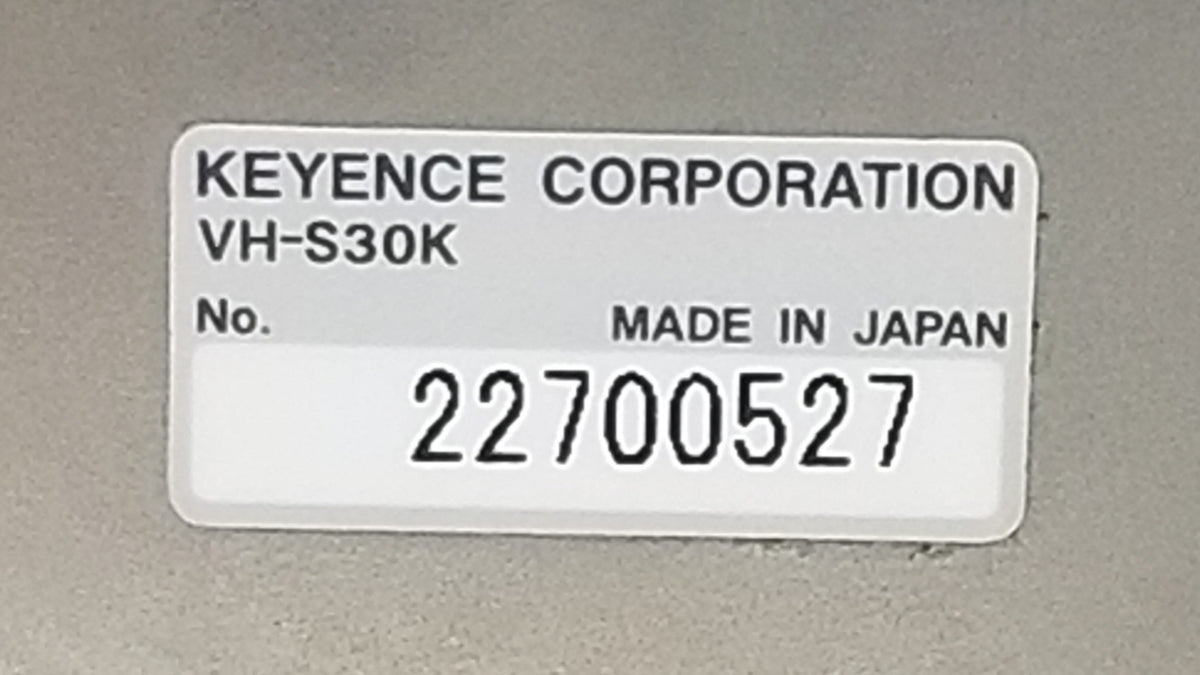 KEYENCE CORPORATION
VH-S30K
No. MADE IN JAPAN
22700527